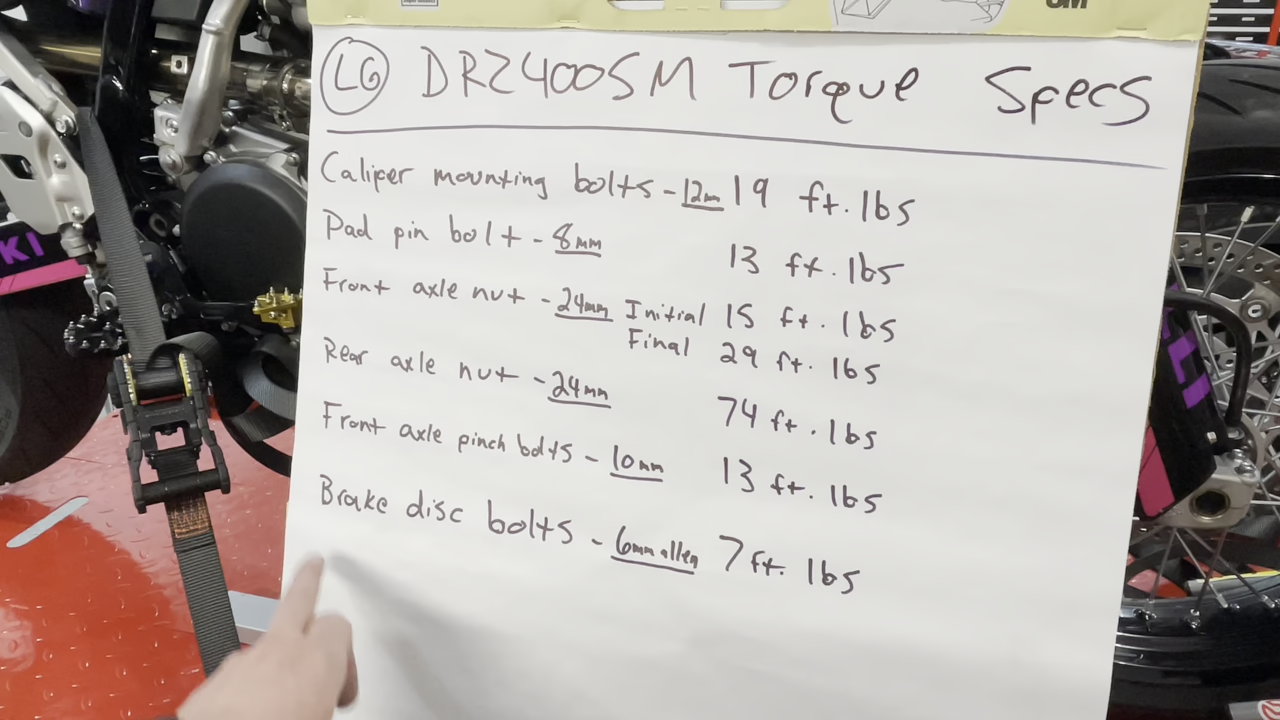 3M
LG DRZ400SM Torque Specs
Caliper mounting bolts - 12mm 19 ft. lbs
Pad pin bolt - 8mm 13 ft. lbs
Front axle nut - 24mm Initial 15 ft. lbs
Final 29 ft. lbs
Rear axle nut - 24mm 74 ft. lbs
Front axle pinch bolts - 10mm 13 ft. lbs
Brake disc bolts - 6mm allen 7 ft. lbs
KI